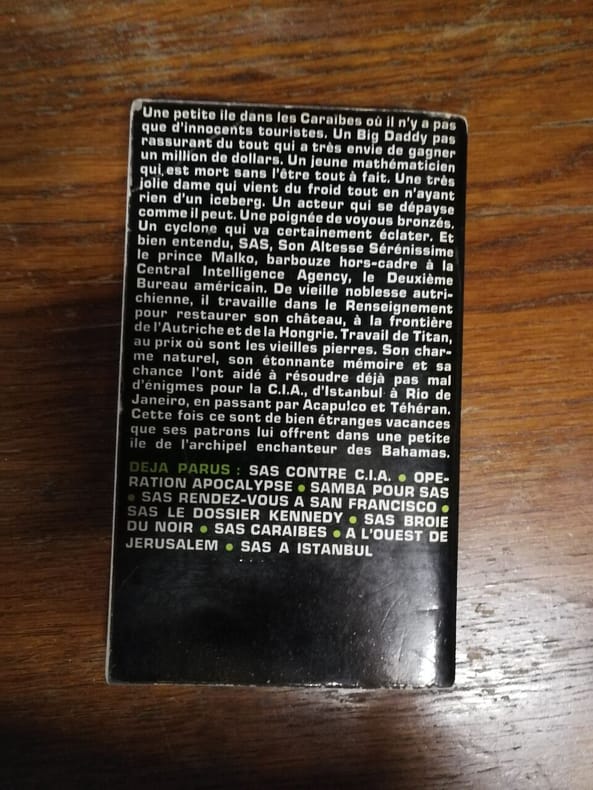 Une petite ile dans les Caraïbes où il n'y a pas
que d'innocents touristes. Un Big Daddy pas
rassurant du tout qui a très envie de gagner
un million de dollars. Un jeune mathématicien
qui est mort sans l'être tout à fait. Une très
jolie dame qui vient du froid tout en n'ayant
rien d'un iceberg. Un acteur qui se dépayse
comme il peut. Une poignée de voyous bronzés.
Un cyclone qui va certainement éclater. Et
bien entendu, SAS, Son Altesse Sérénissime
le prince Malko, barbouze hors-cadre à la
Central Intelligence Agency, le Deuxième
Bureau américain. De vieille noblesse autri-
chienne, il travaille dans le Renseignement
pour restaurer son château, à la frontière
de l'Autriche et de la Hongrie. Travail de Titan,
au prix où sont les vieilles pierres. Son char-
me naturel, son étonnante mémoire et sa
chance l'ont aidé à résoudre déjà pas mal
d'énigmes pour la C.I.A., d'Istanbul à Rio de
Janeiro, en passant par Acapulco et Téhéran.
Cette fois ce sont de bien étranges vacances
que ses patrons lui offrent dans une petite
ile de l'archipel enchanteur des Bahamas.
DEJA PARUS : SAS CONTRE C.I.A. • OPE-
RATION APOCALYPSE • SAMBA POUR SAS
• SAS RENDEZ-VOUS A SAN FRANCISCO •
SAS LE DOSSIER KENNEDY • SAS BROIE
DU NOIR • SAS CARAIBES • A L'OUEST DE
JERUSALEM • SAS A ISTANBUL